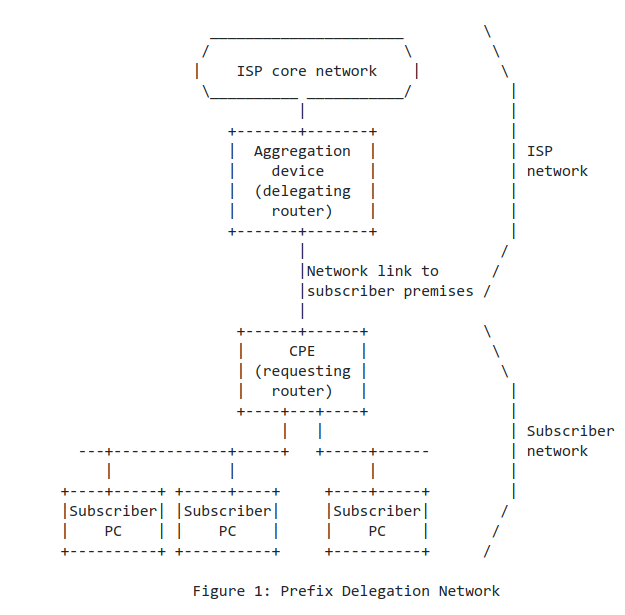 ISP core network
Aggregation
device
(delegating
router)
ISP
network
Network link to
subscriber premises
CPE
(requesting
router)
Subscriber
network
Subscriber
PC
Subscriber
PC
Subscriber
PC
Figure 1: Prefix Delegation Network